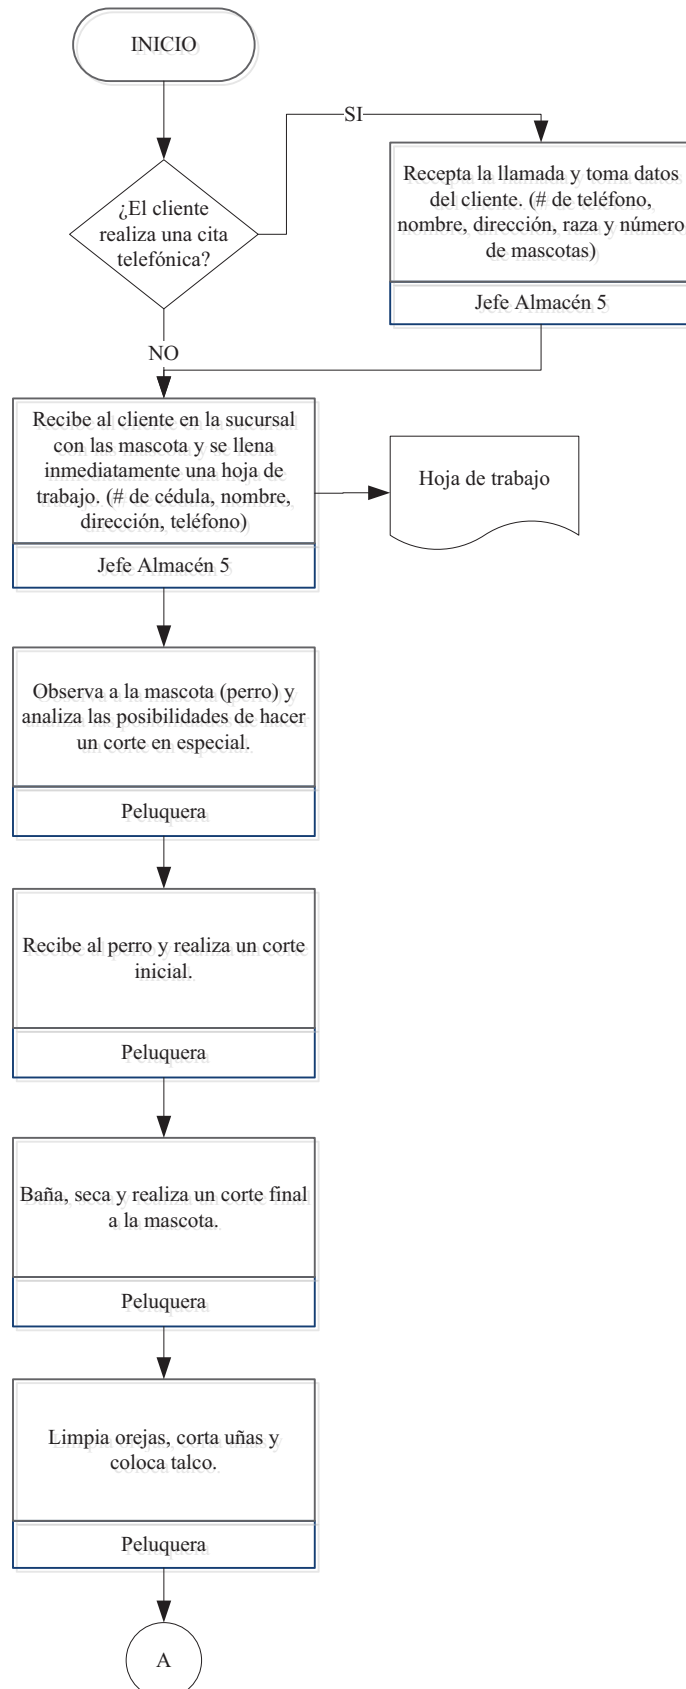 INICIO
SI
Recepta la llamada y toma datos
del cliente. (# de teléfono,
nombre, dirección, raza y número
de mascotas)
Jefe Almacén 5
¿El cliente
realiza una cita
telefónica?
NO
Recibe al cliente en la sucursal
con las mascota y se llena
inmediatamente una hoja de
trabajo. (# de cédula, nombre,
dirección, teléfono)
Jefe Almacén 5
Hoja de trabajo
Observa a la mascota (perro) y
analiza las posibilidades de hacer
un corte en especial.
Peluquera
Recibe al perro y realiza un corte
inicial.
Peluquera
Baña, seca y realiza un corte final
a la mascota.
Peluquera
Limpia orejas, corta uñas y
coloca talco.
Peluquera
A